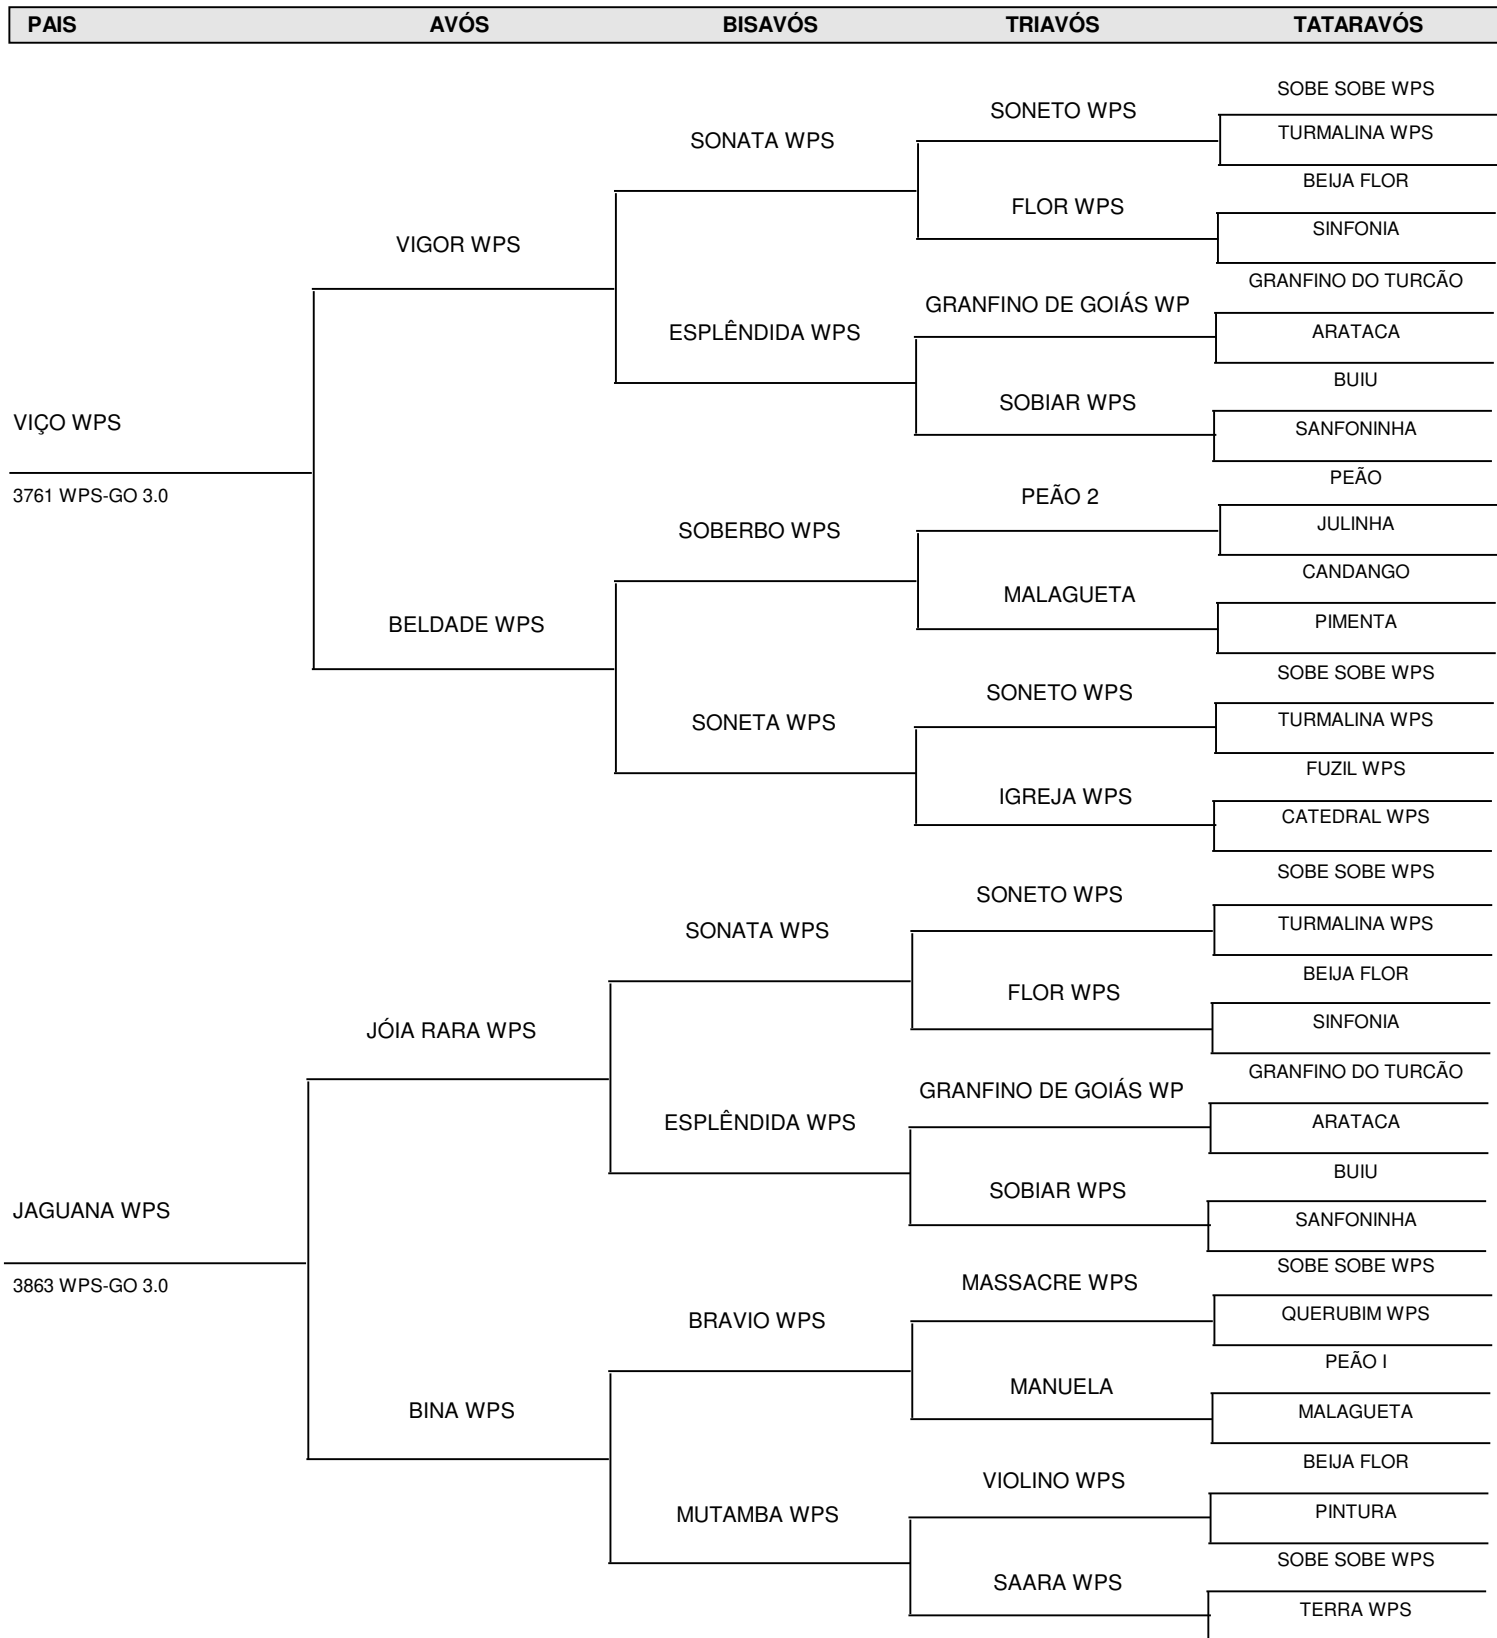 PAIS AVÓS BISAVÓS TRIAVÓS TATARAVÓS
SOBE SOBE WPS
SONETO WPS
TURMALINA WPS
SONATA WPS
BEIJA FLOR
FLOR WPS
SINFONIA
VIGOR WPS
GRANFINO DO TURCÃO
GRANFINO DE GOIÁS WP
ARATACA
ESPLÊNDIDA WPS
BUIU
SOBIAR WPS
SANFONINHA
VIÇO WPS
3761 WPS-GO 3.0
PEÃO
PEÃO 2
JULINHA
SOBERBO WPS
CANDANGO
MALAGUETA
PIMENTA
BELDADE WPS
SOBE SOBE WPS
SONETO WPS
TURMALINA WPS
SONETA WPS
FUZIL WPS
IGREJA WPS
CATEDRAL WPS
SOBE SOBE WPS
SONETO WPS
TURMALINA WPS
SONATA WPS
BEIJA FLOR
FLOR WPS
SINFONIA
JÓIA RARA WPS
GRANFINO DO TURCÃO
GRANFINO DE GOIÁS WP
ARATACA
ESPLÊNDIDA WPS
BUIU
SOBIAR WPS
SANFONINHA
JAGUANA WPS
3863 WPS-GO 3.0
SOBE SOBE WPS
MASSACRE WPS
QUERUBIM WPS
BRAVIO WPS
PEÃO I
MANUELA
MALAGUETA
BINA WPS
BEIJA FLOR
VIOLINO WPS
PINTURA
MUTAMBA WPS
SOBE SOBE WPS
SAARA WPS
TERRA WPS